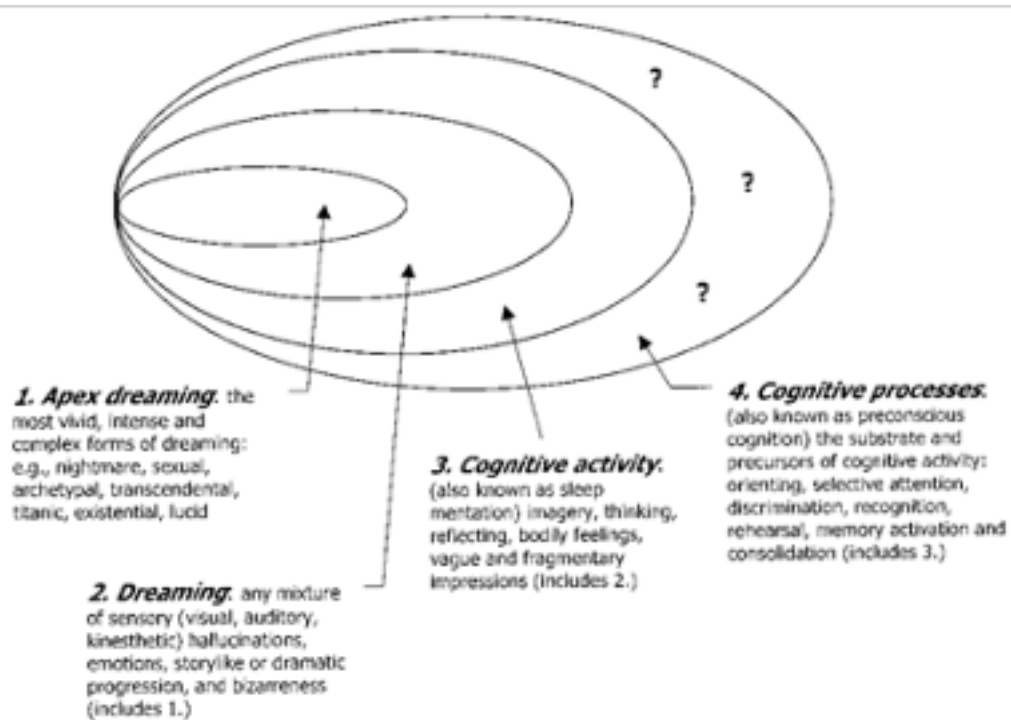 ?
?
?
1. Apex dreaming. the
most vivid, intense and
complex forms of dreaming:
e.g., nightmare, sexual,
archetypal, transcendental,
titanic, existential, lucid
2. Dreaming. any mixture
of sensory (visual, auditory,
kinesthetic) hallucinations,
emotions, storylike or dramatic
progression, and bizarreness
(includes 1.)
3. Cognitive activity.
(also known as sleep
mentation) imagery, thinking,
reflecting, bodily feelings,
vague and fragmentary
impressions (includes 2.)
4. Cognitive processes.
(also known as preconscious
cognition) the substrate and
precursors of cognitive activity:
orienting, selective attention,
discrimination, recognition,
rehearsal, memory activation and
consolidation (includes 3.)